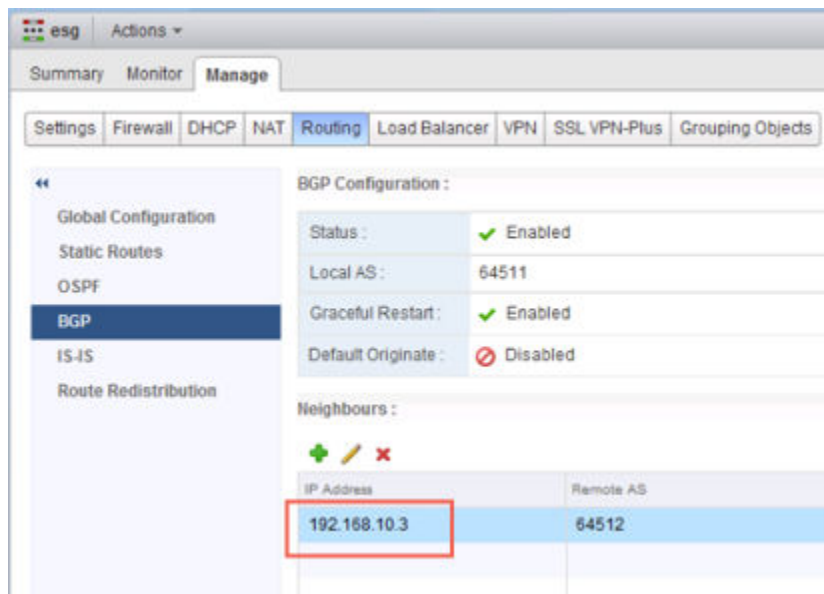 esg Actions
Summary Monitor Manage
Settings Firewall DHCP NAT Routing Load Balancer VPN SSL VPN-Plus Grouping Objects
Global Configuration
Static Routes
OSPF
BGP
IS-IS
Route Redistribution
BGP Configuration :
Status : Enabled
Local AS : 64511
Graceful Restart : Enabled
Default Originate : Disabled
Neighbours :
IP Address Remote AS
192.168.10.3 64512